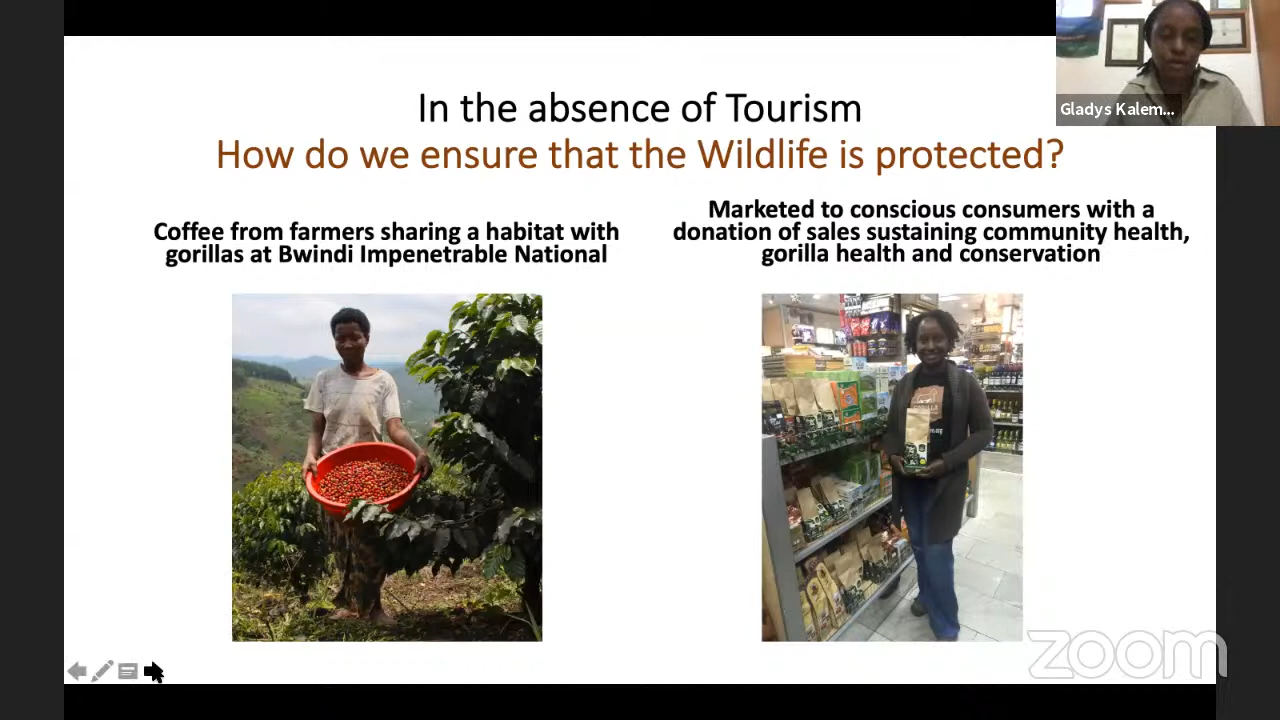 In the absence of Tourism
How do we ensure that the Wildlife is protected?
Gladys Kalem...
Coffee from farmers sharing a habitat with
gorillas at Bwindi Impenetrable National
Marketed to conscious consumers with a
donation of sales sustaining community health,
gorilla health and conservation
zoom